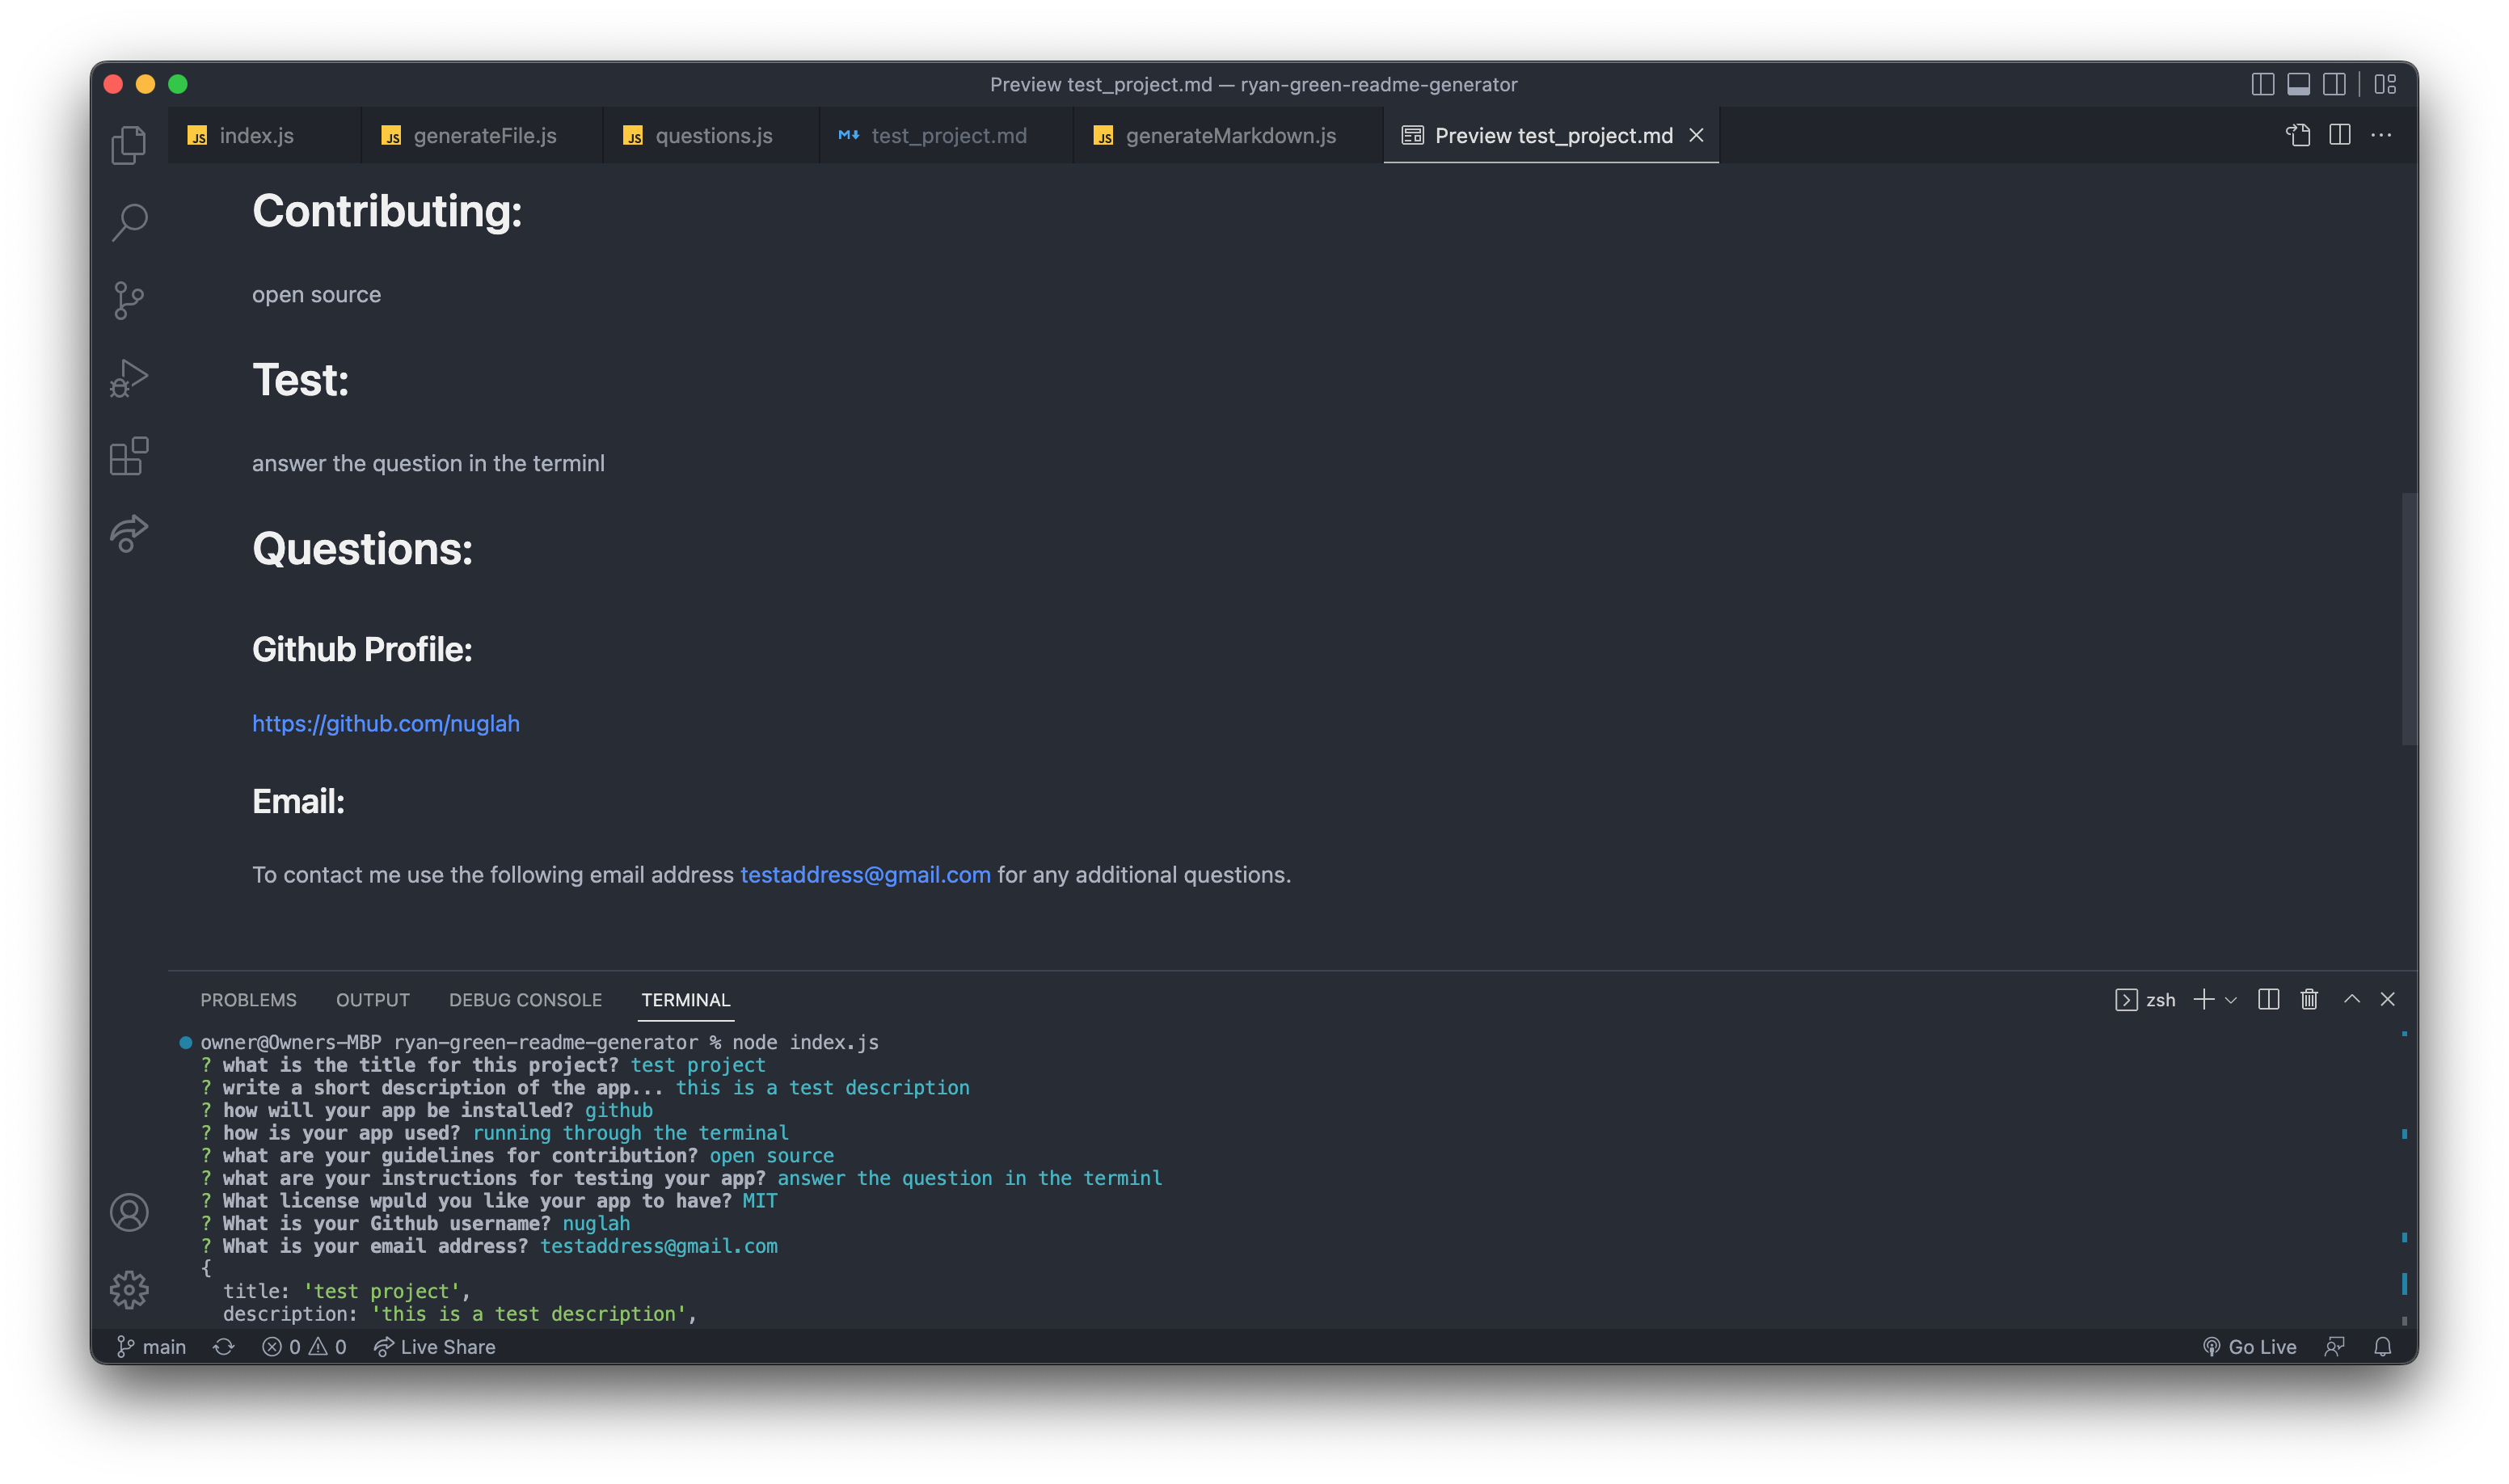 Preview test_project.md — ryan-green-readme-generator
JS index.js
JS generateFile.js
JS questions.js
M↓ test_project.md
JS generateMarkdown.js
Preview test_project.md
Contributing:
open source
Test:
answer the question in the terminl
Questions:
Github Profile:
https://github.com/nuglah
Email:
To contact me use the following email address testaddress@gmail.com for any additional questions.
PROBLEMS OUTPUT DEBUG CONSOLE TERMINAL zsh
owner@Owners-MBP ryan-green-readme-generator % node index.js
? what is the title for this project? test project
? write a short description of the app... this is a test description
? how will your app be installed? github
? how is your app used? running through the terminal
? what are your guidelines for contribution? open source
? what are your instructions for testing your app? answer the question in the terminl
? What license wpuld you like your app to have? MIT
? What is your Github username? nuglah
? What is your email address? testaddress@gmail.com
{
title: 'test project',
description: 'this is a test description',
main 0 0 Live Share Go Live